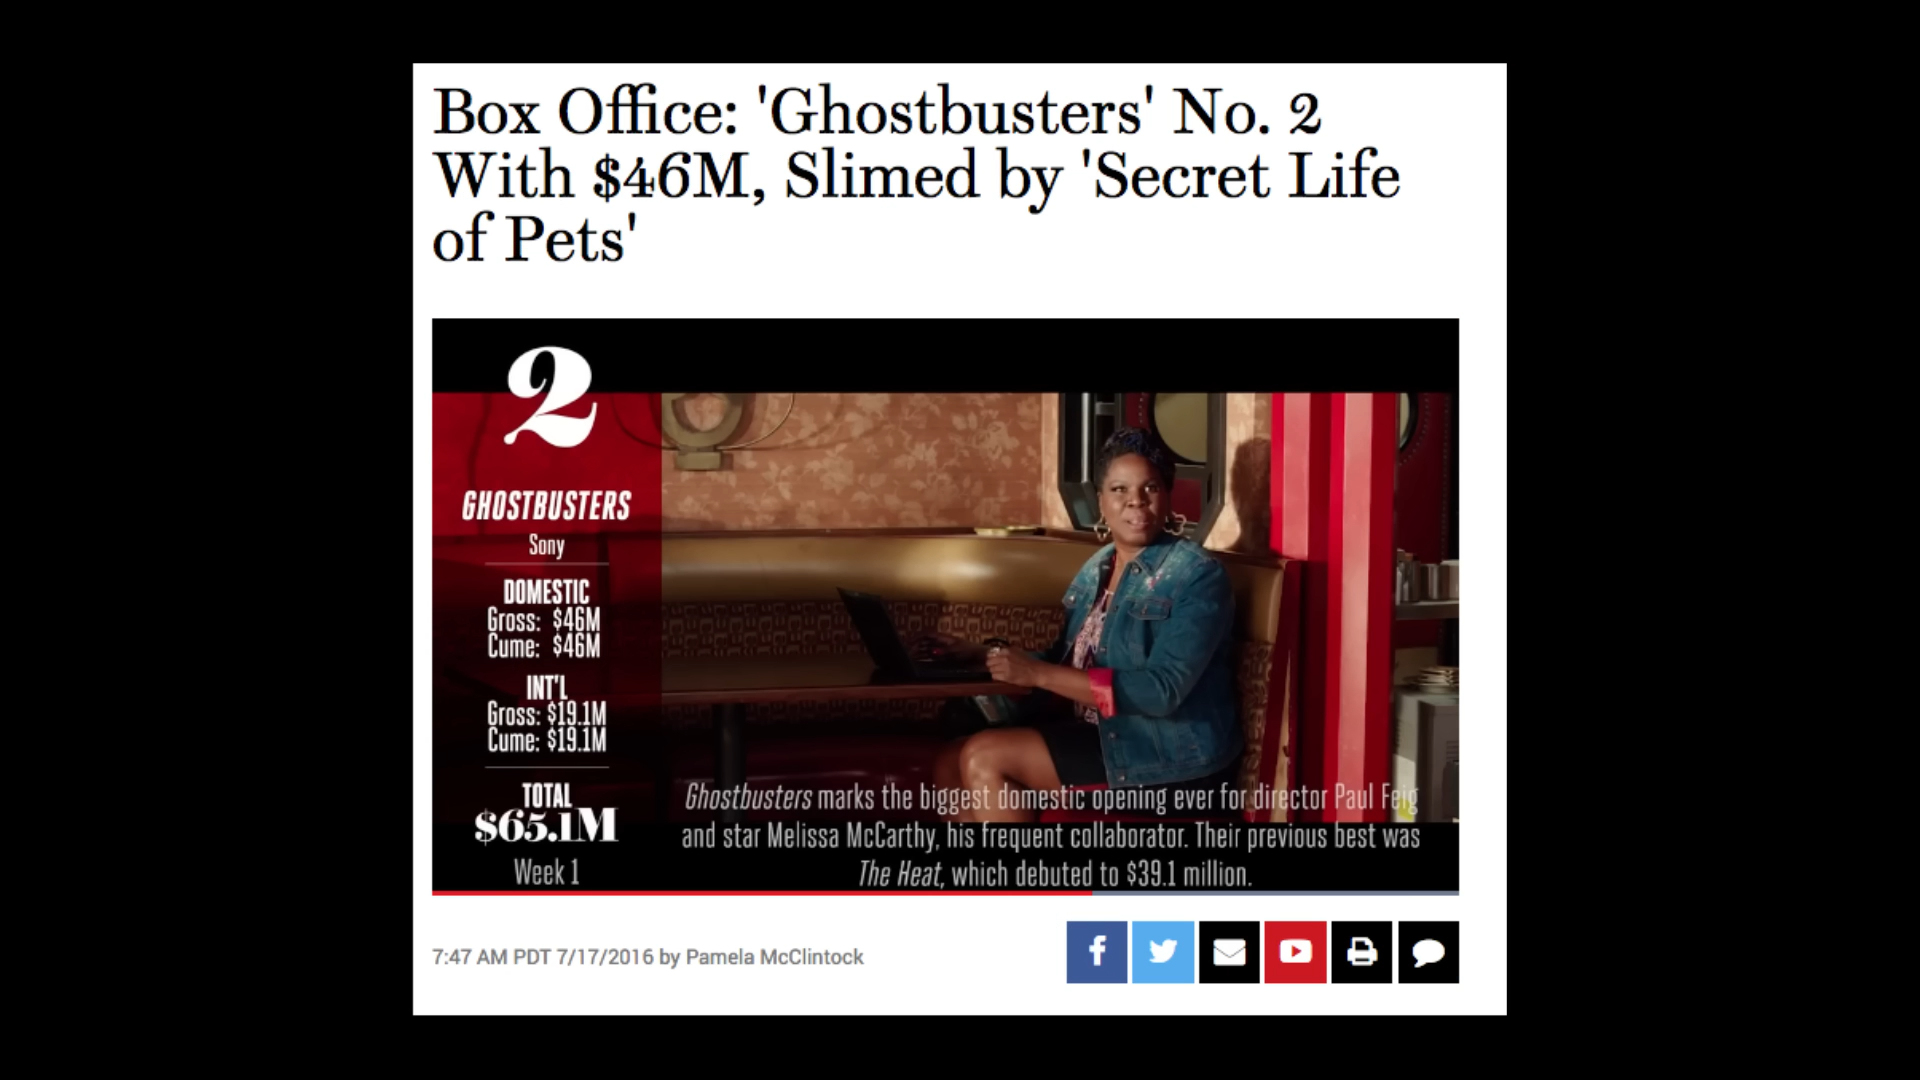 Box Office: 'Ghostbusters' No. 2
With $46M, Slimed by 'Secret Life
of Pets'
2
GHOSTBUSTERS
Sony
DOMESTIC
Gross: $46M
Cume: $46M
INT'L
Gross: $19.1M
Cume: $19.1M
TOTAL
$65.1M
Week 1
Ghostbusters marks the biggest domestic opening ever for director Paul Feig
and star Melissa McCarthy, his frequent collaborator. Their previous best was
The Heat, which debuted to $39.1 million.
7:47 AM PDT 7/17/2016 by Pamela McClintock